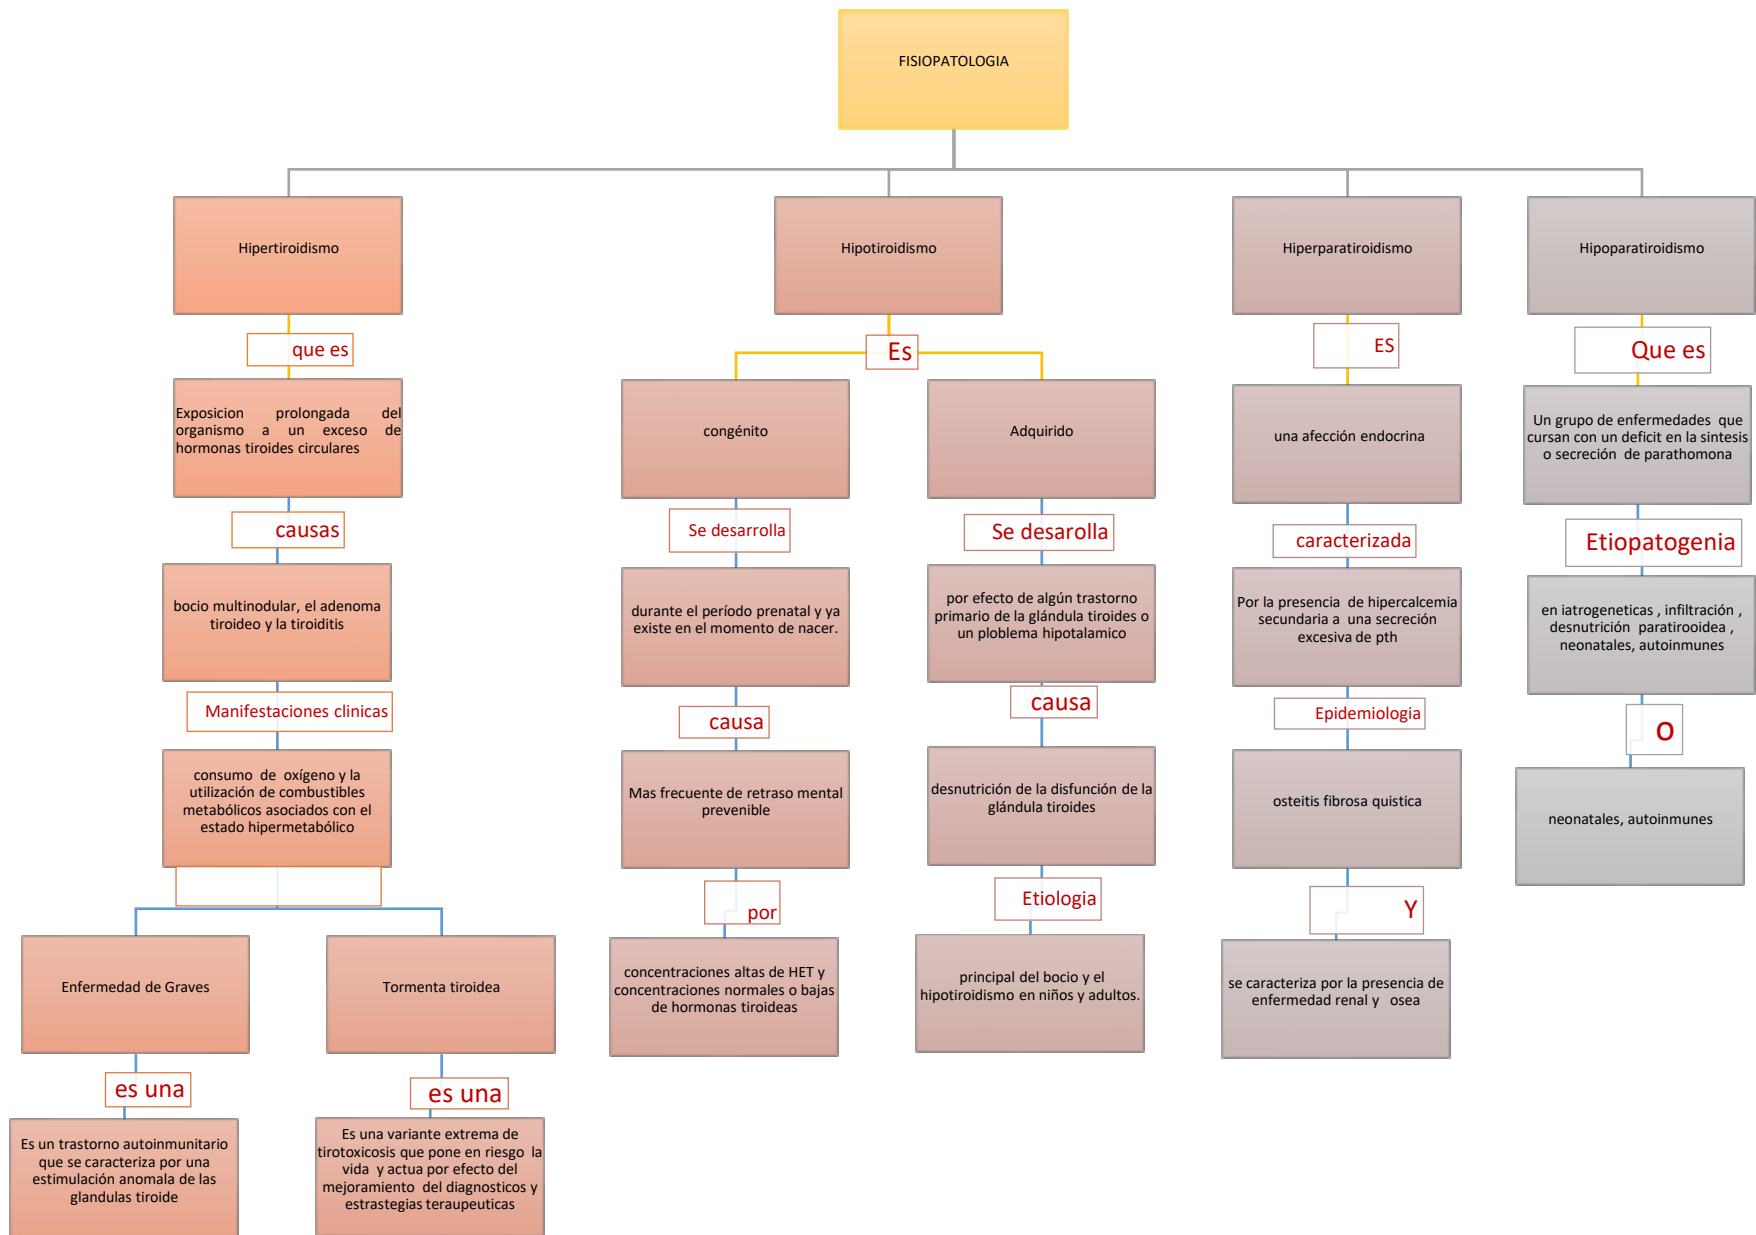 FISIOPATOLOGIA
Hipertiroidismo
que es
Exposicion prolongada del
organismo a un exceso de
hormonas tiroides circulares
causas
bocio multinodular, el adenoma
tiroideo y la tiroiditis
Manifestaciones clinicas
consumo de oxígeno y la
utilización de combustibles
metabólicos asociados con el
estado hipermetabólico
Enfermedad de Graves
es una
Es un trastorno autoinmunitario
que se caracteriza por una
estimulación anomala de las
glandulas tiroide
Tormenta tiroidea
es una
Es una variante extrema de
tirotoxicosis que pone en riesgo la
vida y actua por efecto del
mejoramiento del diagnosticos y
estrastegias teraupeuticas
Hipotiroidismo
Es
congénito
Se desarrolla
durante el período prenatal y ya
existe en el momento de nacer.
causa
Mas frecuente de retraso mental
prevenible
por
concentraciones altas de HET y
concentraciones normales o bajas
de hormonas tiroideas
Adquirido
Se desarolla
por efecto de algún trastorno
primario de la glándula tiroides o
un ploblema hipotalamico
causa
desnutrición de la disfunción de la
glándula tiroides
Etiologia
principal del bocio y el
hipotiroidismo en niños y adultos.
Hiperparatiroidismo
ES
una afección endocrina
caracterizada
Por la presencia de hipercalcemia
secundaria a una secreción
excesiva de pth
Epidemiologia
osteitis fibrosa quistica
Y
se caracteriza por la presencia de
enfermedad renal y osea
Hipoparatiroidismo
Que es
Un grupo de enfermedades que
cursan con un deficit en la sintesis
o secreción de parathomona
Etiopatogenia
en iatrogeneticas , infiltración ,
desnutrición paratirooidea ,
neonatales, autoinmunes
O
neonatales, autoinmunes